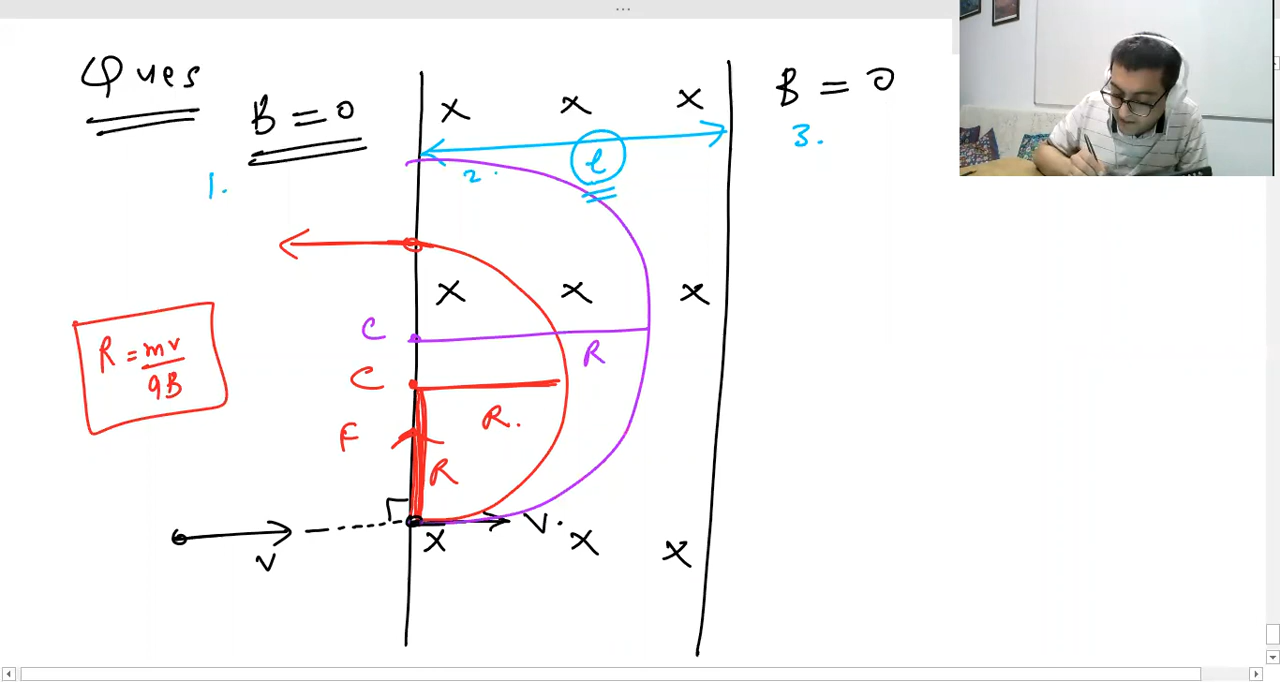 Ques
B = 0
x x x
B = 0
l
3.
1.
2.
x x x
C
R
R = mv/qB
C
R.
F
R
v
v.
x x x